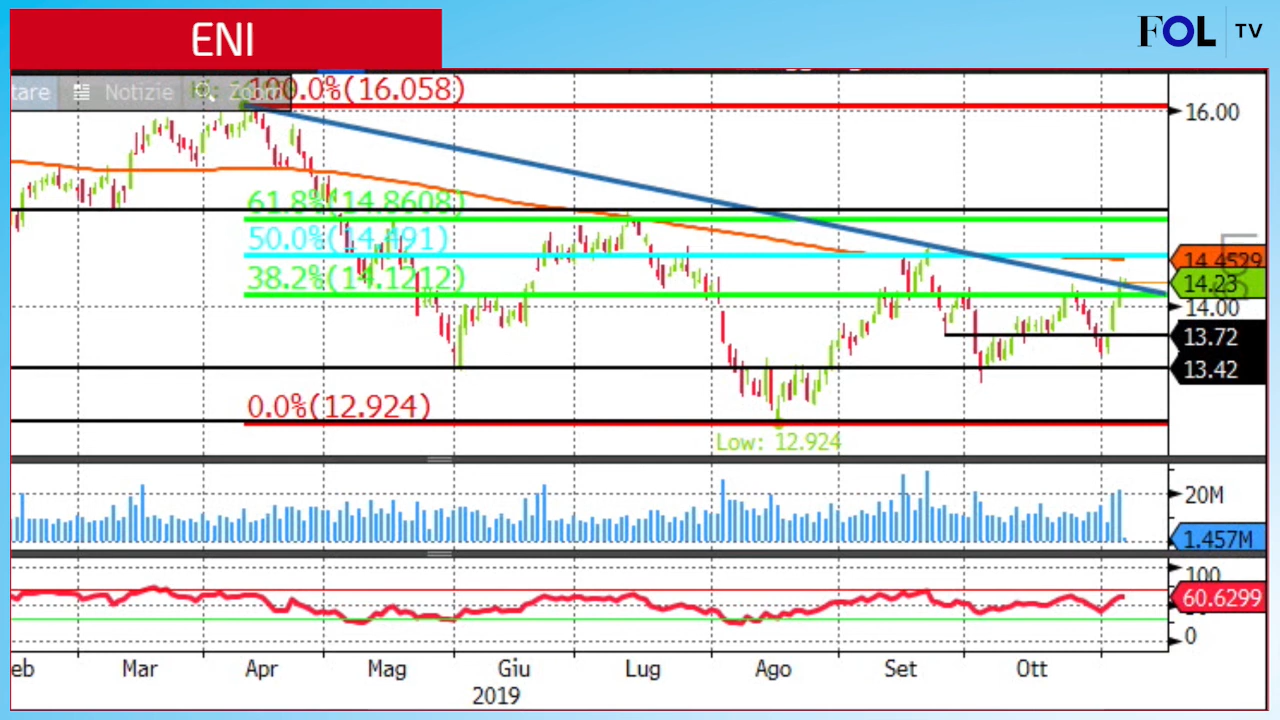 ENI
FOL TV
tare Notizie Zoom
100.0%(16.058)
16.00
61.8%(14.8608)
50.0%(14.491)
14.4529
38.2%(14.1212)
14.23
14.00
13.72
13.42
0.0%(12.924)
Low: 12.924
20M
1.457M
100
60.6299
0
eb Mar Apr Mag Giu Lug Ago Set Ott
2019